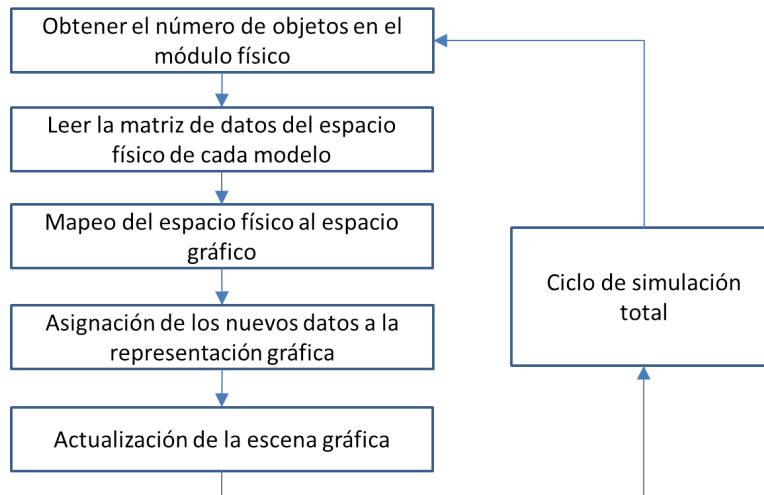 Obtener el número de objetos en el
módulo físico
Leer la matriz de datos del espacio
físico de cada modelo
Mapeo del espacio físico al espacio
gráfico
Asignación de los nuevos datos a la
representación gráfica
Actualización de la escena gráfica
Ciclo de simulación
total